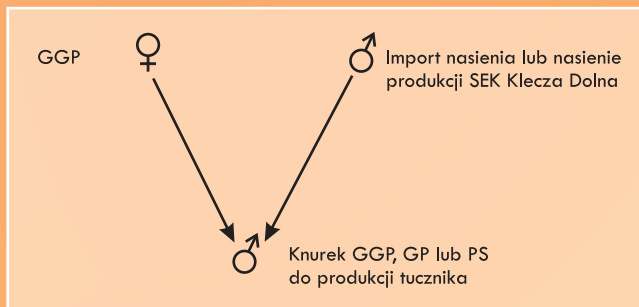 GGP
Import nasienia lub nasienie
produkcji SEK Klecza Dolna
Knurek GGP, GP lub PS
do produkcji tucznika